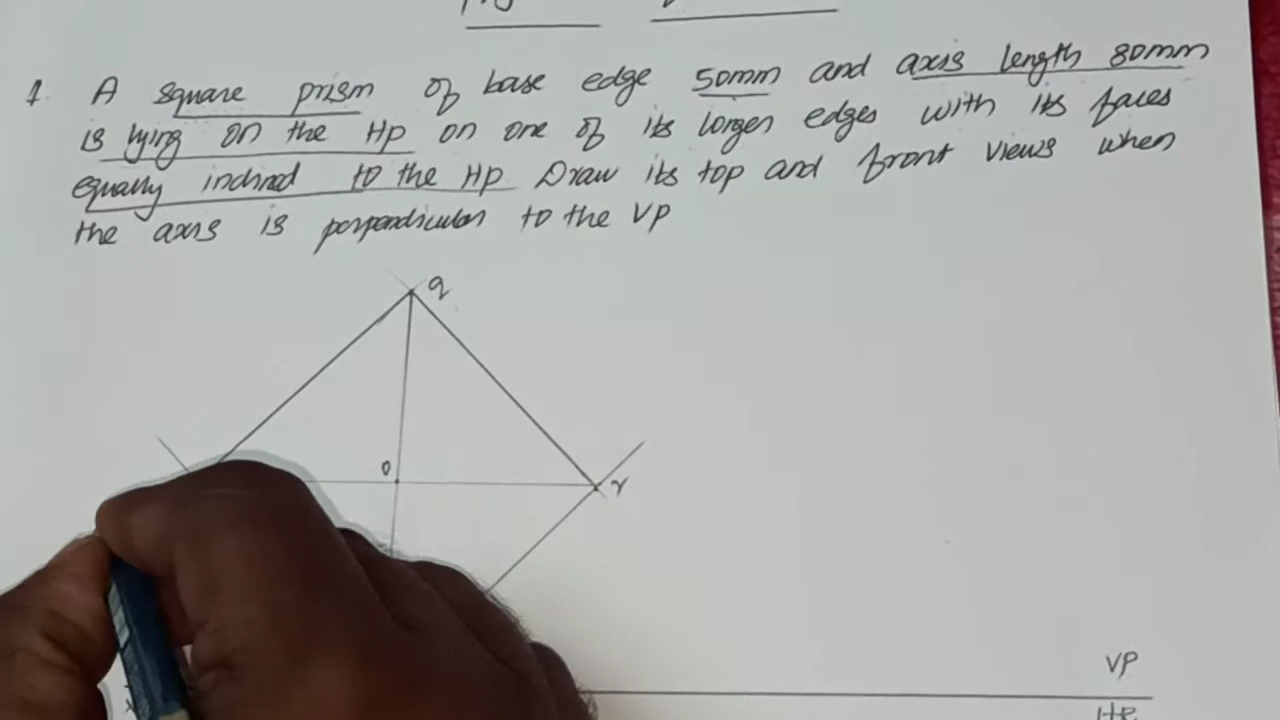 1. A square prism of base edge 50mm and axis length 80mm
is lying on the HP on one of its longer edges with its faces
equally inclined to the HP Draw its top and front views when
the axis is perpendicular to the VP
q
o
r
VP
HP